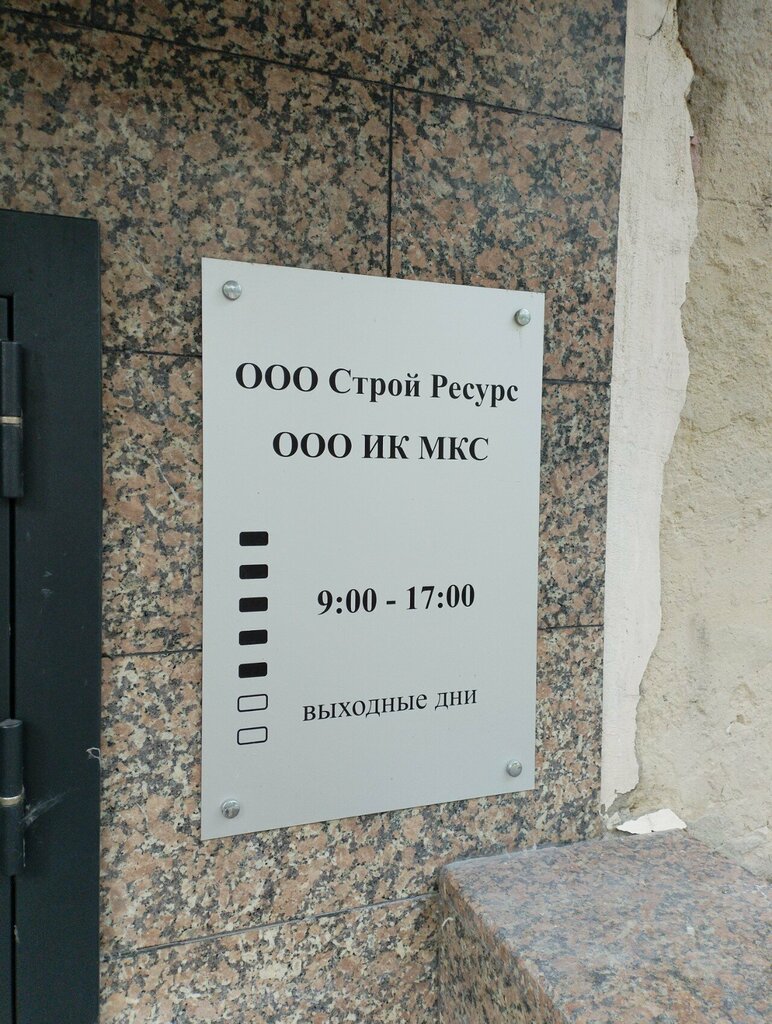 ООО Строй Ресурс
ООО ИК МКС
9:00 - 17:00
выходные дни